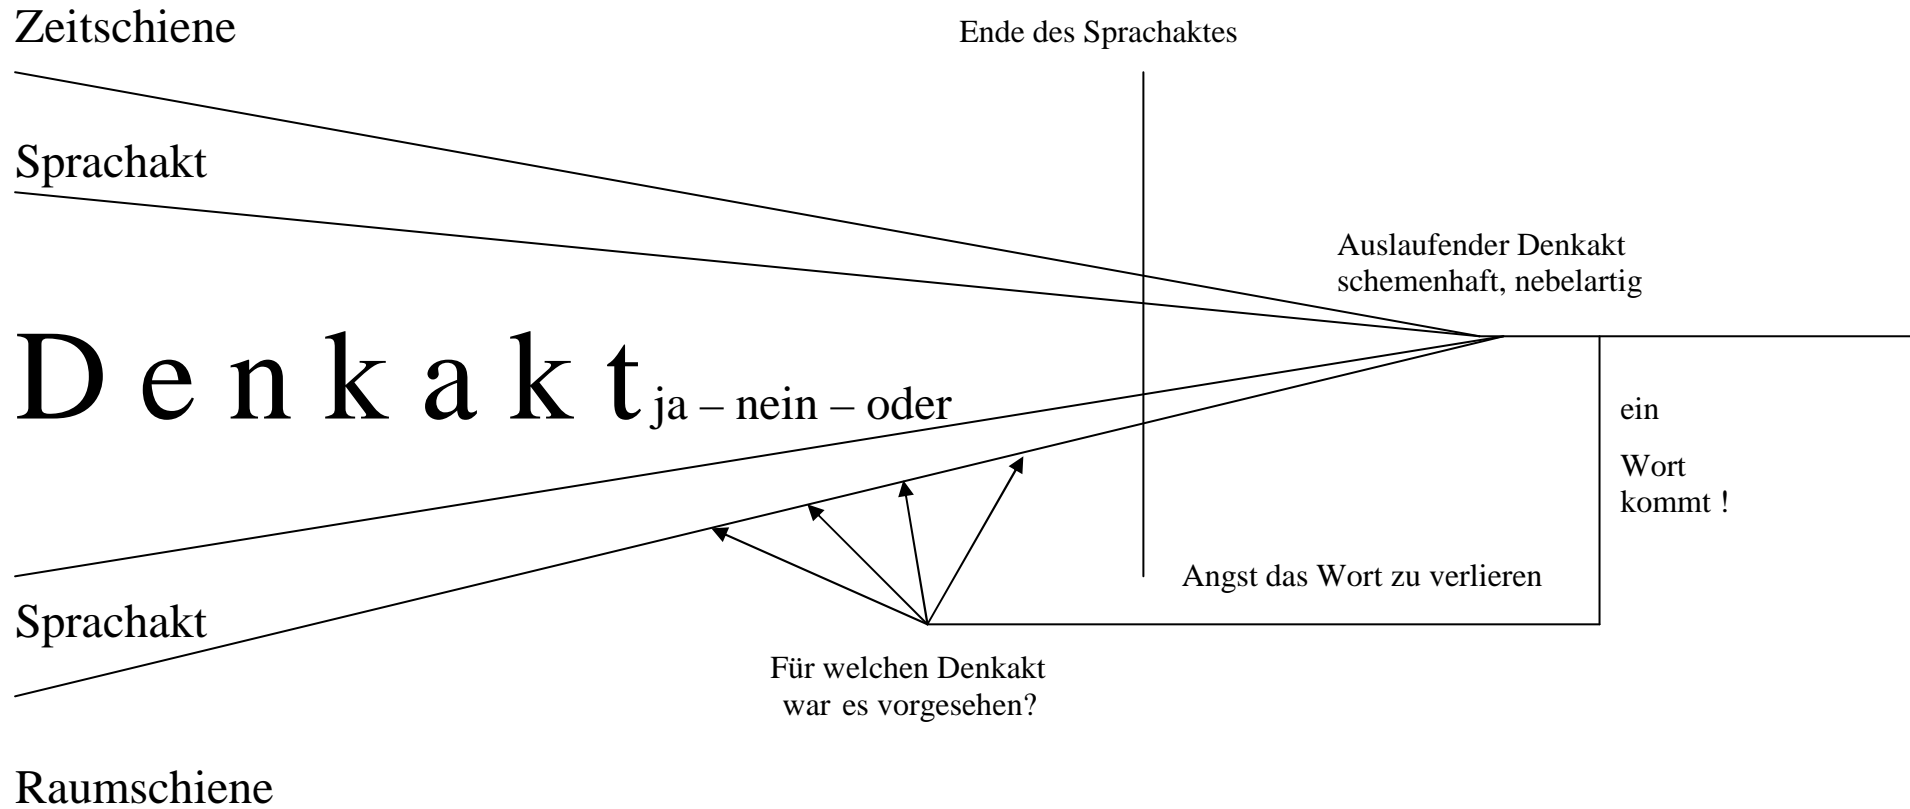 Zeitschiene
Ende des Sprachaktes
Sprachakt
Auslaufender Denkakt
schemenhaft, nebelartig
D e n k a k t ja – nein – oder
ein
Wort
kommt !
Angst das Wort zu verlieren
Sprachakt
Für welchen Denkakt
war es vorgesehen?
Raumschiene